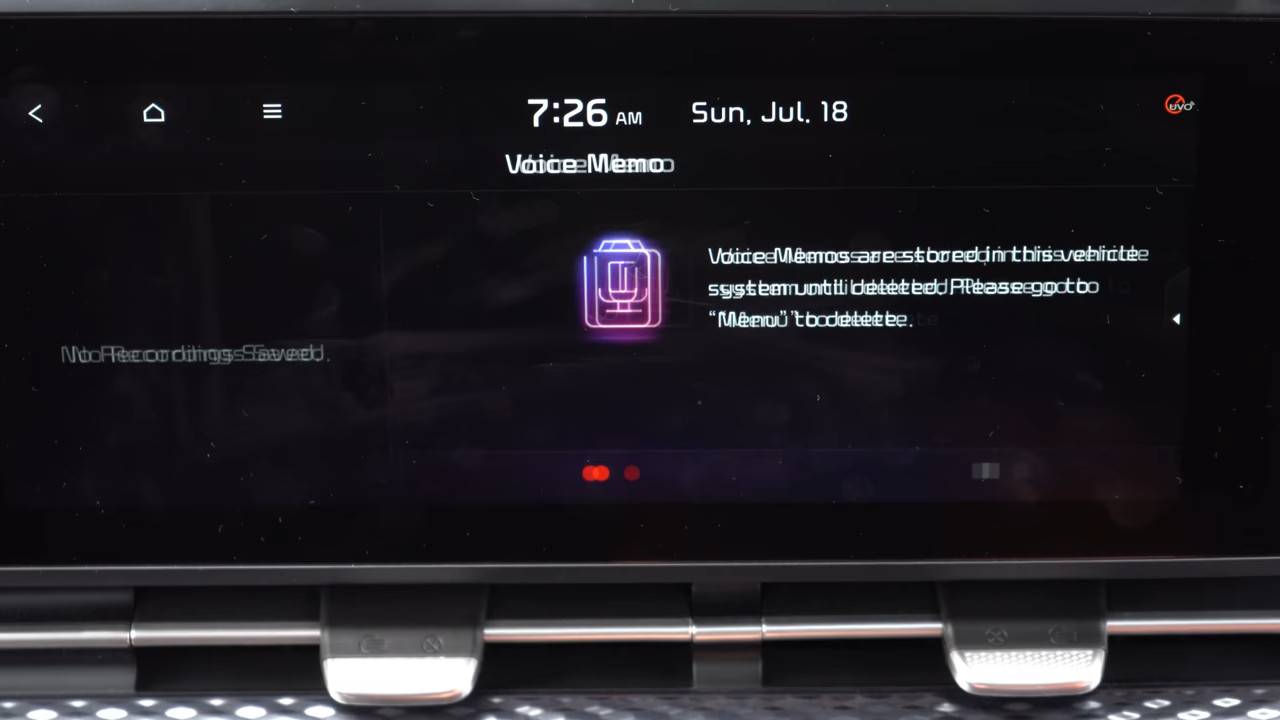 7:26 AM Sun, Jul. 18
UVO
Voice Memo
Voice Memos are stored in this vehicle
system until deleted. Please go to
“Menu” to delete.
No Recordings Saved.